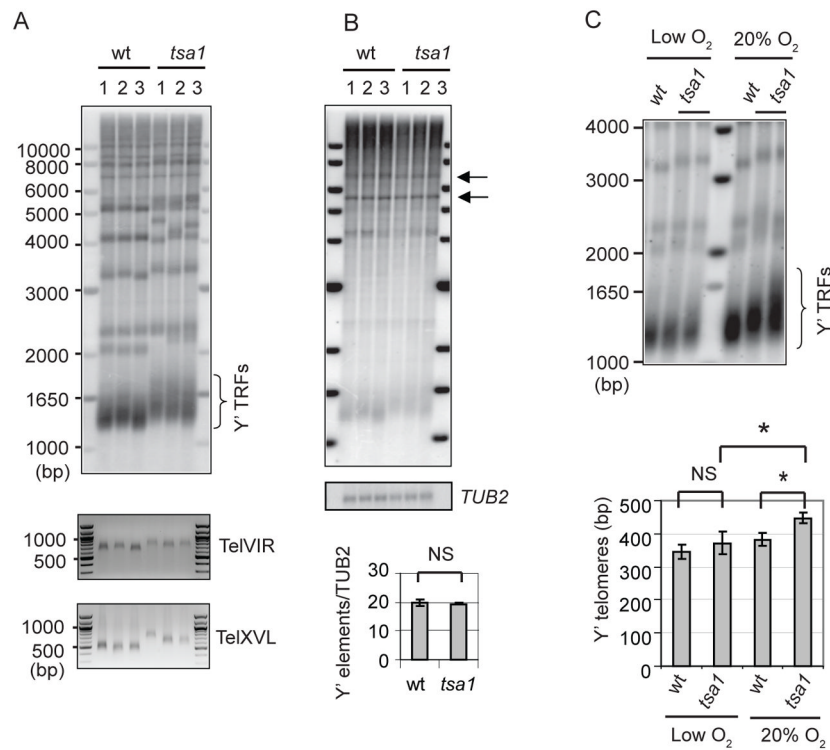 A
wt tsa1
1 2 3 1 2 3
10000
8000
6000
5000
4000
3000
2000
1650
1000
(bp)
Y' TRFs
1000
500
TelVIR
1000
500
(bp)
TelXVL
B
wt tsa1
1 2 3 1 2 3
TUB2
NS
Y' elements/TUB2
30
20
10
0
wt tsa1
C
Low O2 20% O2
wt tsa1 wt tsa1
4000
3000
2000
1650
1000
(bp)
Y' TRFs
*
NS *
Y' telomeres (bp)
500
400
300
200
100
0
wt tsa1 wt tsa1
Low O2 20% O2